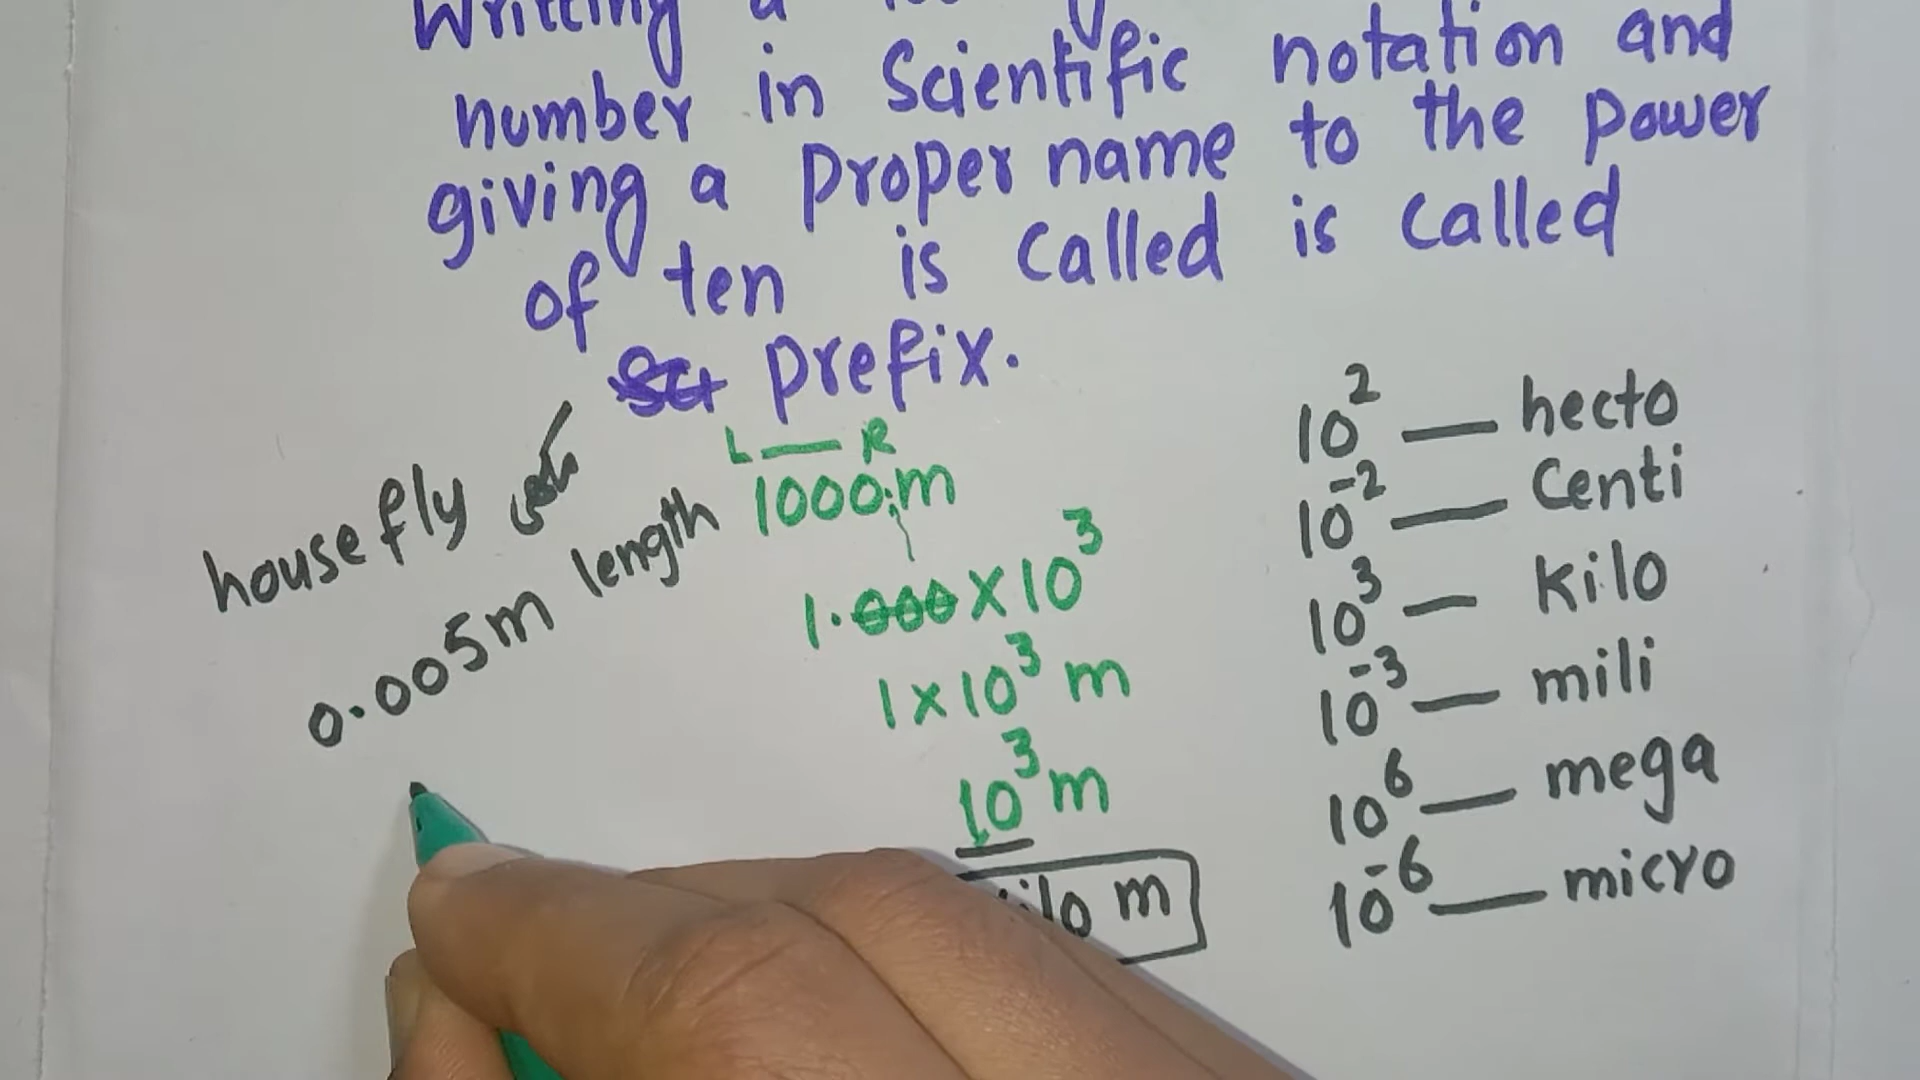 Writting a
number in Scientific notation and
giving a Proper name to the power
of ten is called is called
prefix.
L — R
1000.m
1.000 × 10³
1 × 10³ m
10³ m
ilo m
housefly
0.005m length
10² — hecto
10⁻² — Centi
10³ — Kilo
10⁻³ — mili
10⁶ — mega
10⁻⁶ — micro